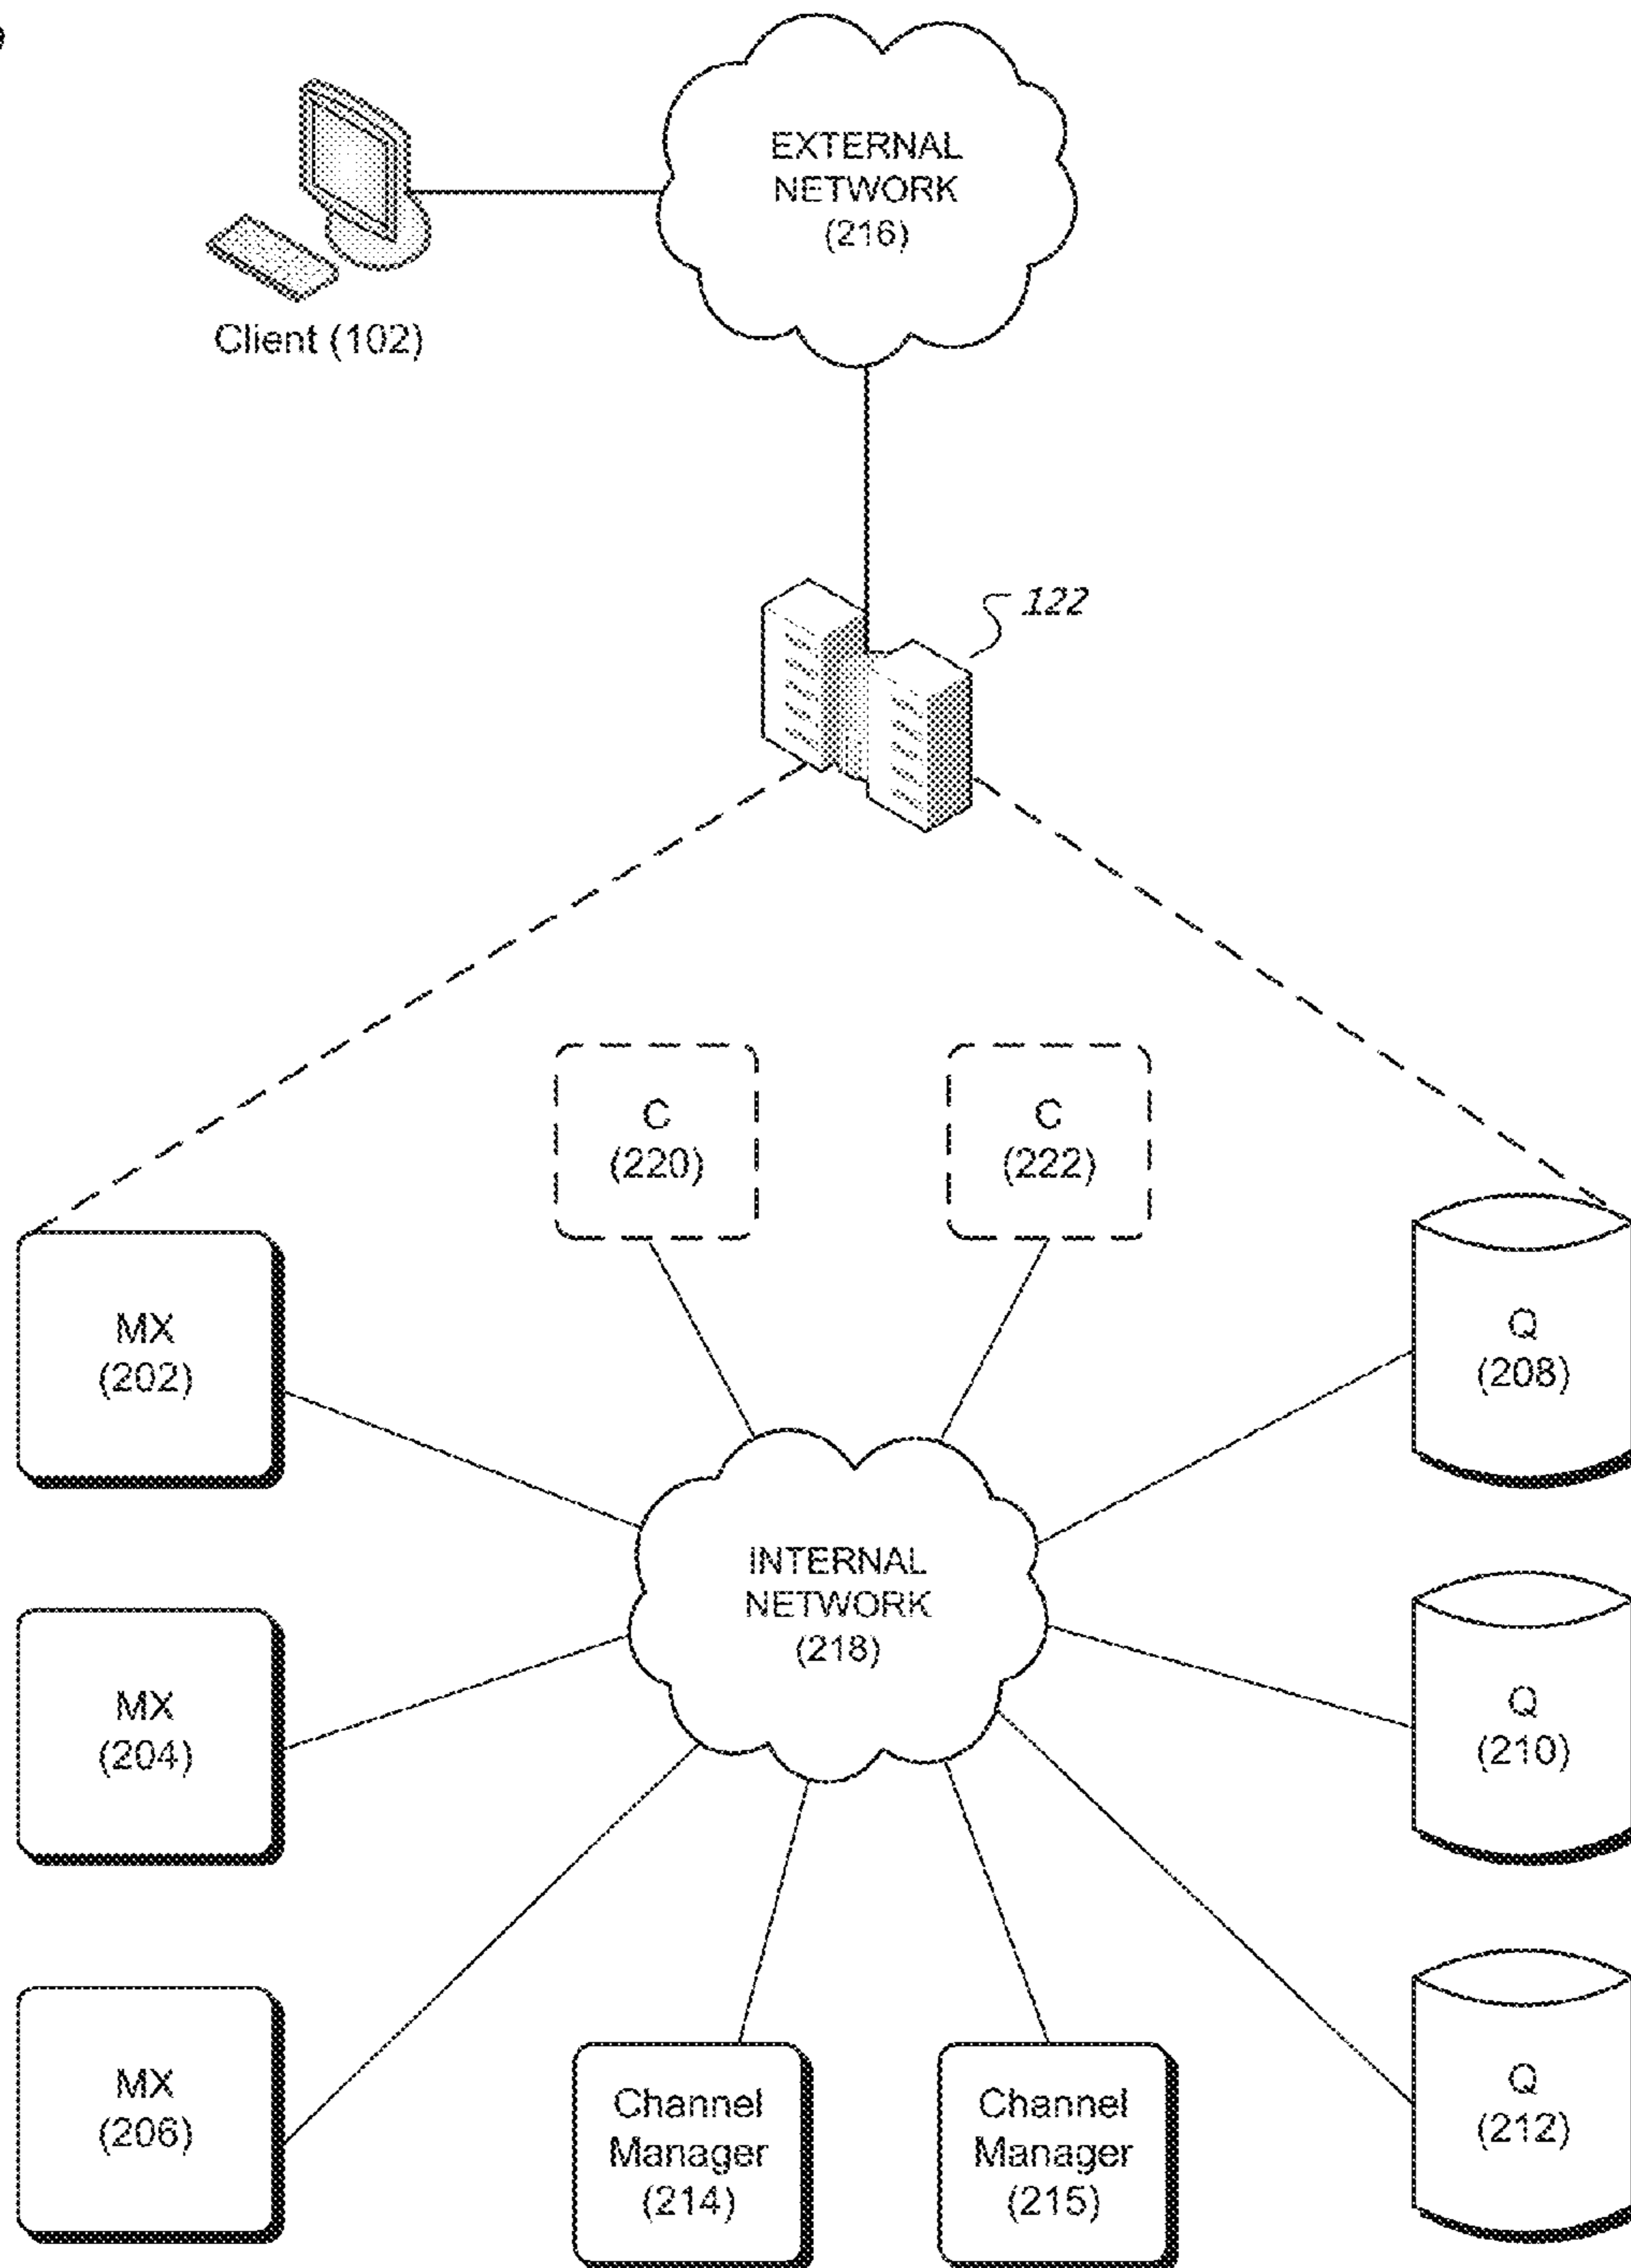 EXTERNAL
NETWORK
(216)
Client (102)
122
C
(220)
C
(222)
MX
(202)
Q
(208)
INTERNAL
NETWORK
(218)
MX
(204)
Q
(210)
MX
(206)
Channel
Manager
(214)
Channel
Manager
(215)
Q
(212)